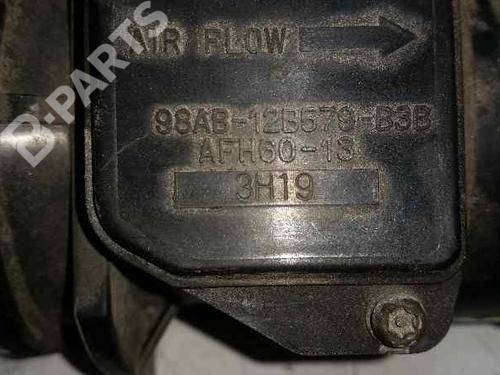 D-PARTS
AIR FLOW
98AB-12B579-B3B
AFH60-13
3H19